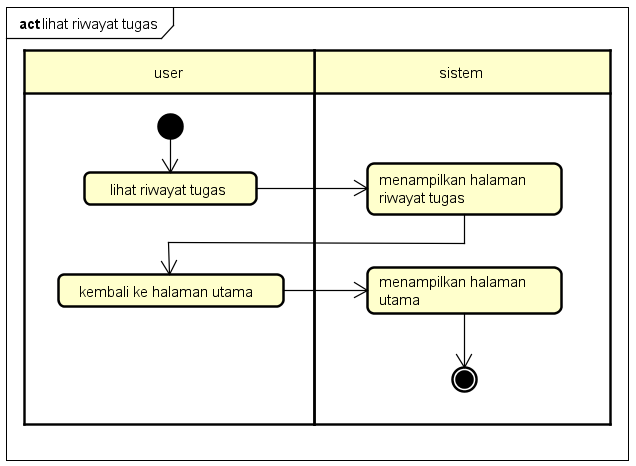 act lihat riwayat tugas
user
sistem
lihat riwayat tugas
menampilkan halaman
riwayat tugas
kembali ke halaman utama
menampilkan halaman
utama